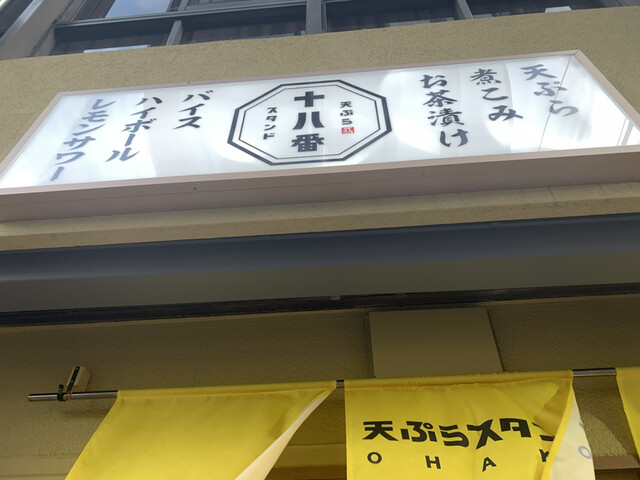 天ぷら
煮こみ
お茶漬け
天ぷら
十八番
スタンド
バイス
ハイボール
レモンサワー
天ぷらスタン
OHA